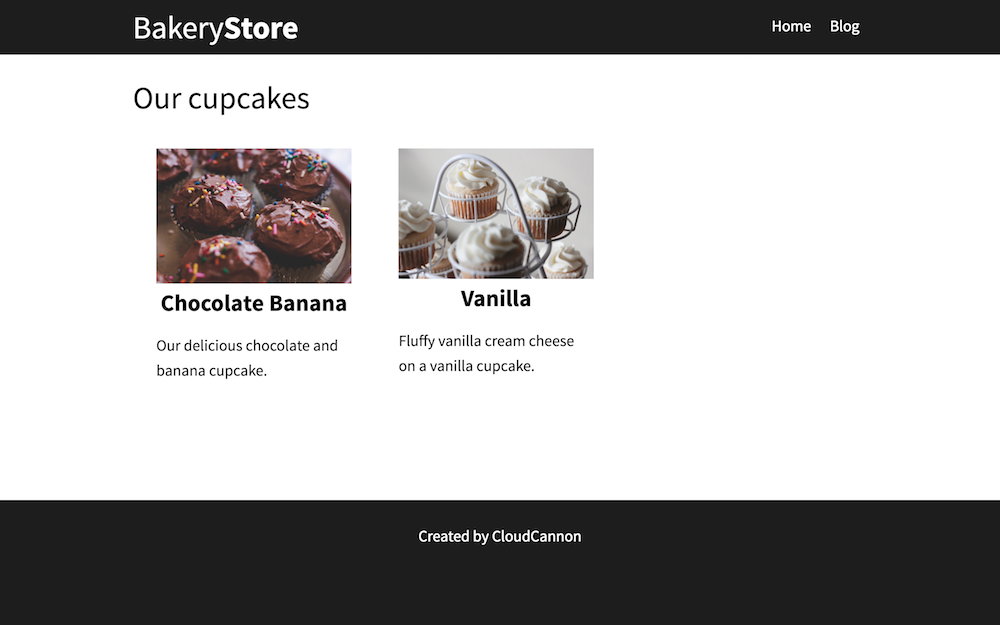 BakeryStore
Home Blog
Our cupcakes
Chocolate Banana
Our delicious chocolate and
banana cupcake.
Vanilla
Fluffy vanilla cream cheese
on a vanilla cupcake.
Created by CloudCannon